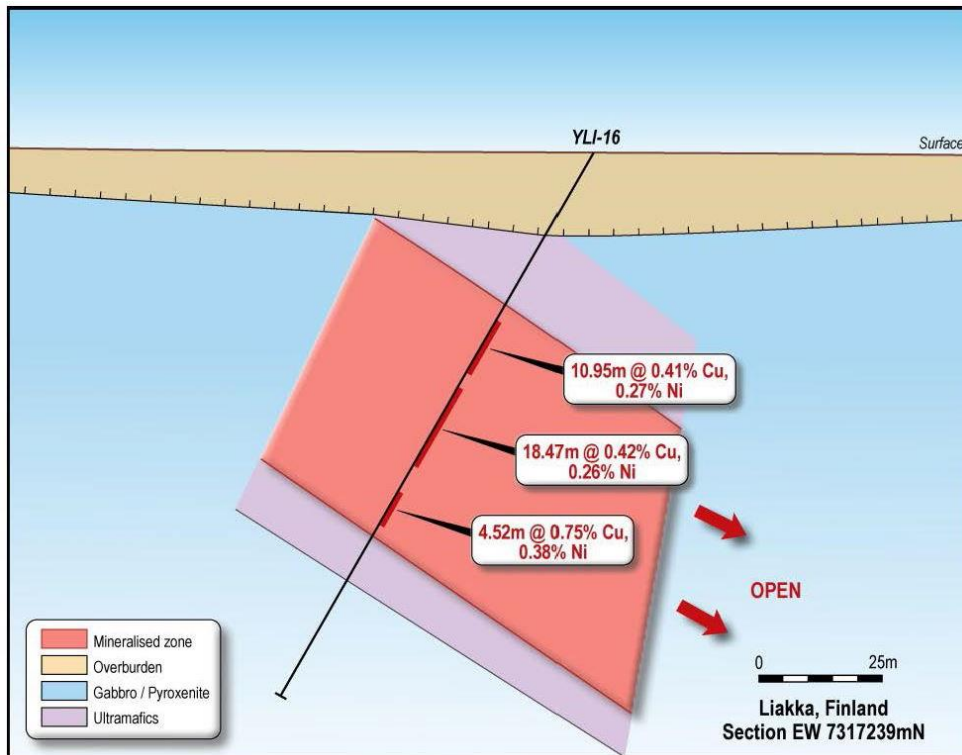 YLI-16
Surface
10.95m @ 0.41% Cu,
0.27% Ni
18.47m @ 0.42% Cu,
0.26% Ni
4.52m @ 0.75% Cu,
0.38% Ni
OPEN
Mineralised zone
Overburden
Gabbro / Pyroxenite
Ultramafics
0 25m
Liakka, Finland
Section EW 7317239mN